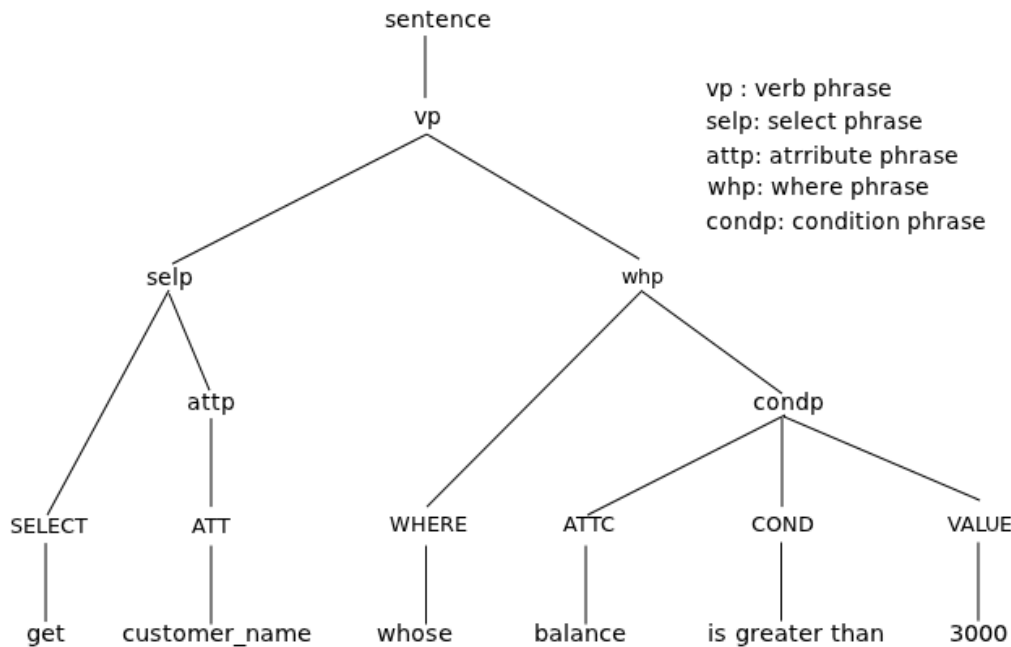 sentence
vp
vp : verb phrase
selp: select phrase
attp: atrribute phrase
whp: where phrase
condp: condition phrase
selp whp
attp condp
SELECT ATT WHERE ATTC COND VALUE
get customer_name whose balance is greater than 3000